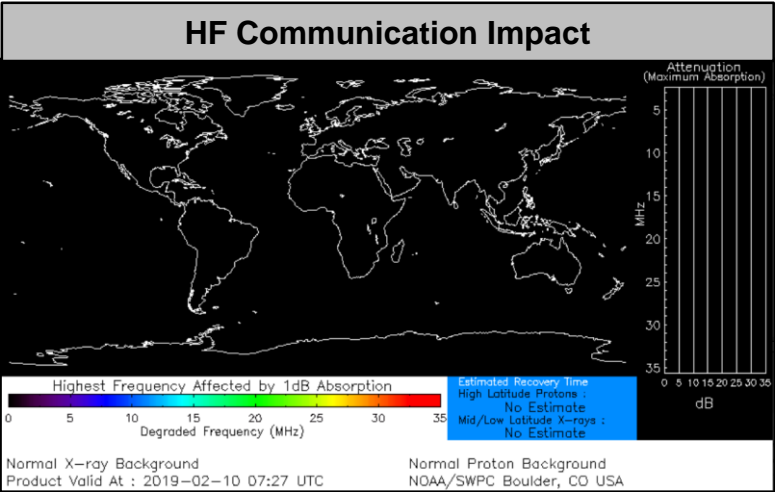 HF Communication Impact
Attenuation
(Maximum Absorption)
5
10
15
MHz
20
25
30
35
0 5 10 15 20 25 30 35
dB
Highest Frequency Affected by 1dB Absorption
0 5 10 15 20 25 30 35
Degraded Frequency (MHz)
Estimated Recovery Time
High Latitude Protons :
No Estimate
Mid/Low Latitude X-rays :
No Estimate
Normal X-ray Background
Normal Proton Background
Product Valid At : 2019-02-10 07:27 UTC
NOAA/SWPC Boulder, CO USA